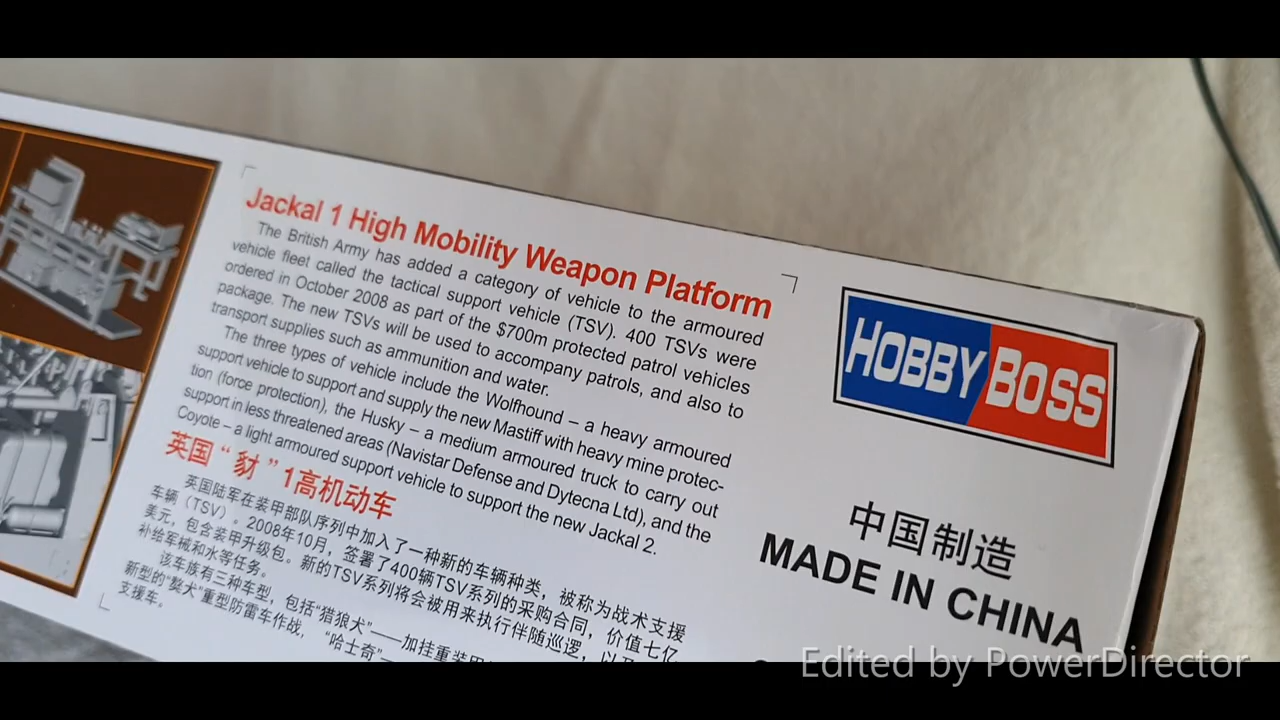 Jackal 1 High Mobility Weapon Platform
The British Army has added a category of vehicle to the armoured
vehicle fleet called the tactical support vehicle (TSV). 400 TSVs were
ordered in October 2008 as part of the $700m protected patrol vehicles
package. The new TSVs will be used to accompany patrols, and also to
transport supplies such as ammunition and water.
The three types of vehicle include the Wolfhound – a heavy armoured
support vehicle to support and supply the new Mastiff with heavy mine protec-
tion (force protection), the Husky – a medium armoured truck to carry out
support in less threatened areas (Navistar Defense and Dytecna Ltd), and the
Coyote – a light armoured support vehicle to support the new Jackal 2.
英国“豺”1高机动车
英国陆军在装甲部队序列中加入了一种新的车辆种类，被称为战术支援
车辆（TSV）。2008年10月，签署了400辆TSV系列的采购合同，价值七亿
美元，包含装甲升级包。新的TSV系列将会被用来执行伴随巡逻，以及
补给军械和水等任务。
该车族有三种车型，包括“猎狼犬”——加挂重装甲
新型的“獒犬”重型防雷车作战，“哈士奇”—
支援车。
HOBBY BOSS
中国制造
MADE IN CHINA
Edited by PowerDirector